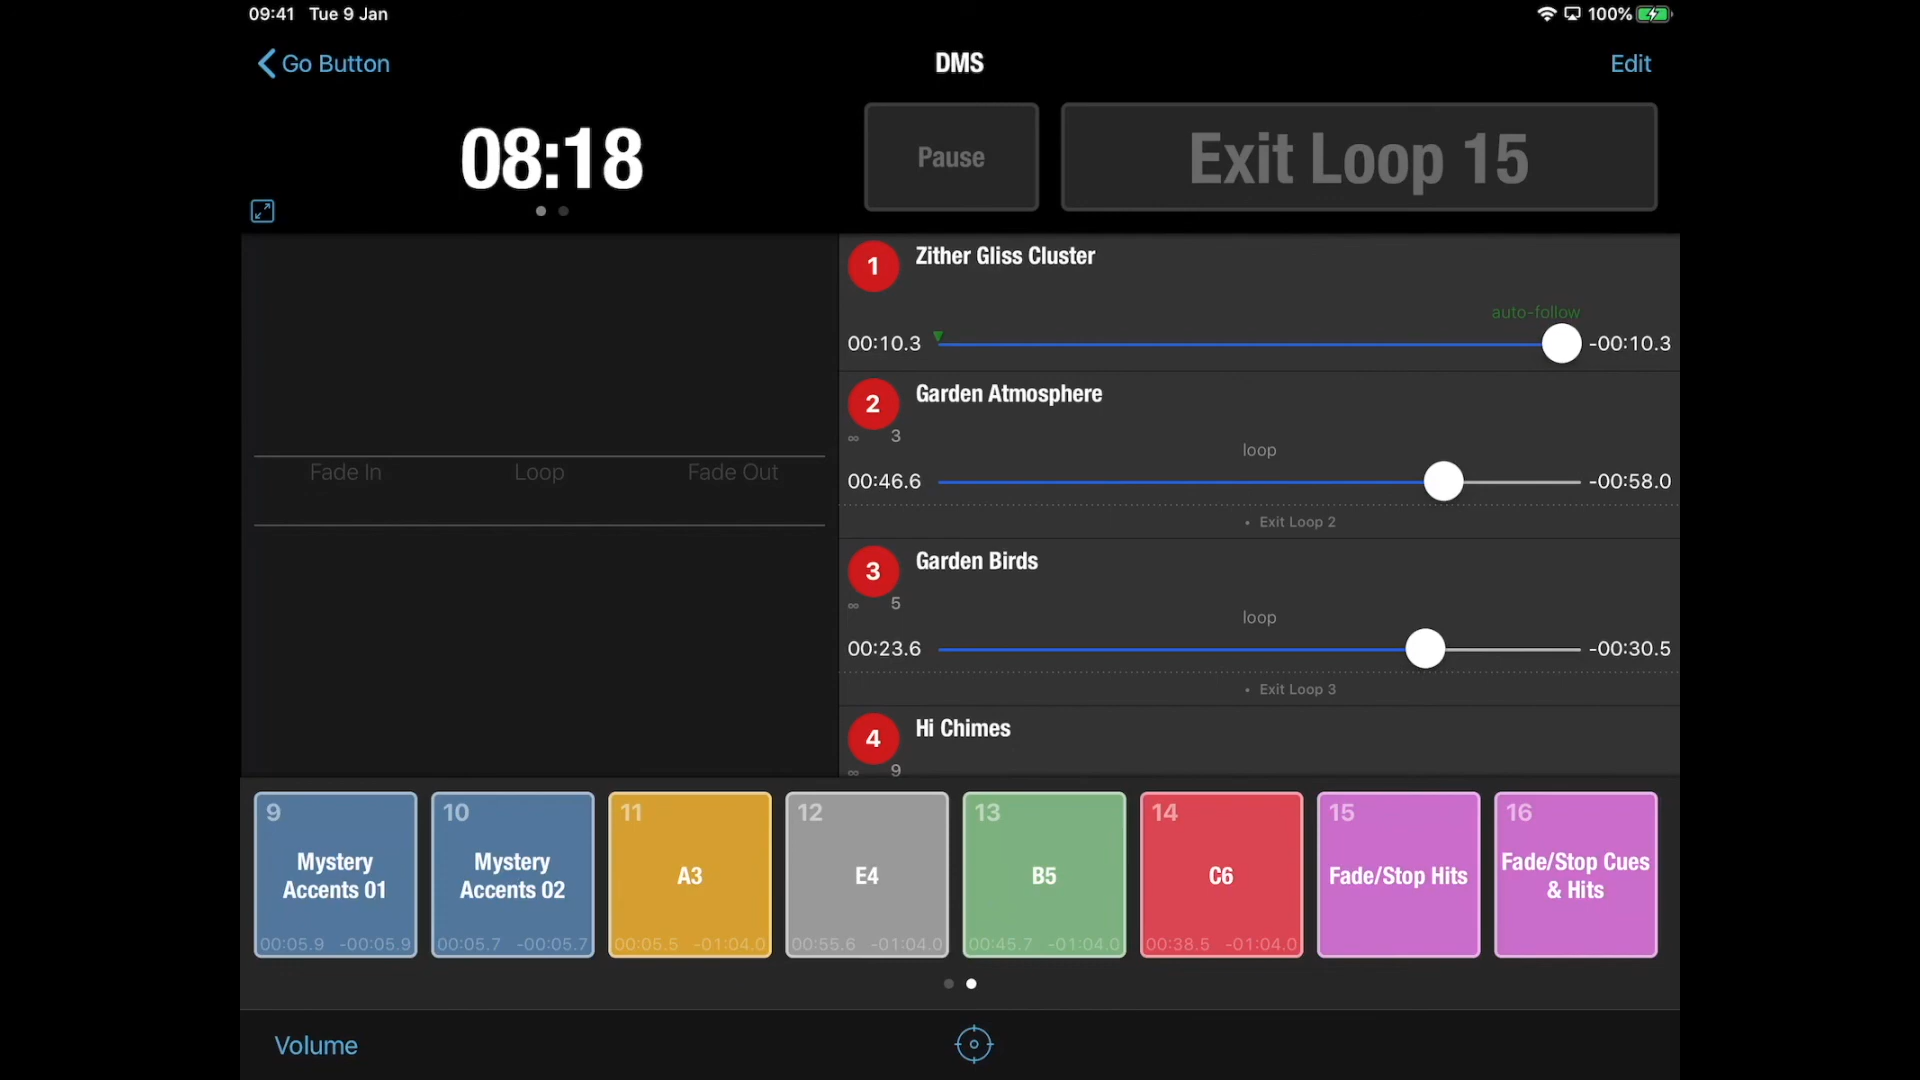 09:41 Tue 9 Jan
100%
Go Button
DMS
Edit
08:18
Pause
Exit Loop 15
Fade In Loop Fade Out
1 Zither Gliss Cluster
auto-follow
00:10.3 -00:10.3
2 Garden Atmosphere
∞ 3
loop
00:46.6 -00:58.0
• Exit Loop 2
3 Garden Birds
∞ 5
loop
00:23.6 -00:30.5
• Exit Loop 3
4 Hi Chimes
∞ 9
9
Mystery
Accents 01
00:05.9 -00:05.9
10
Mystery
Accents 02
00:05.7 -00:05.7
11
A3
00:05.5 -01:04.0
12
E4
00:55.6 -01:04.0
13
B5
00:45.7 -01:04.0
14
C6
00:38.5 -01:04.0
15
Fade/Stop Hits
16
Fade/Stop Cues
& Hits
Volume